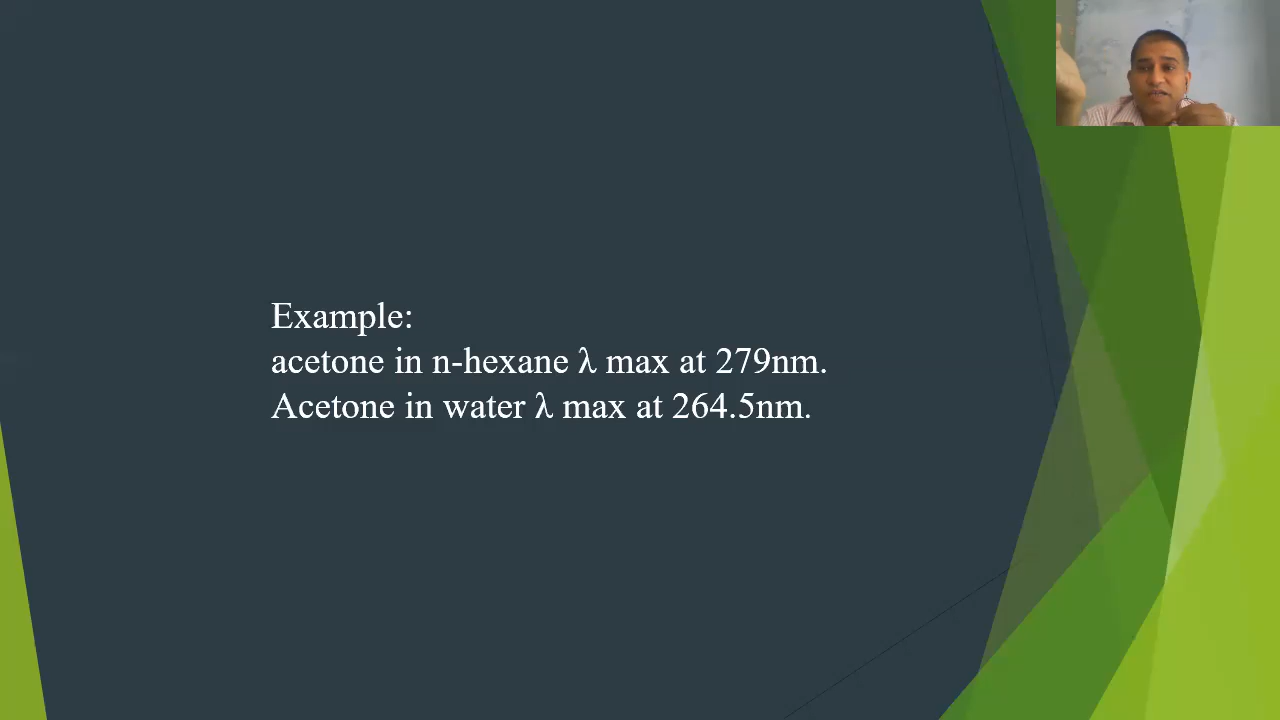 Example:
acetone in n-hexane λ max at 279nm.
Acetone in water λ max at 264.5nm.